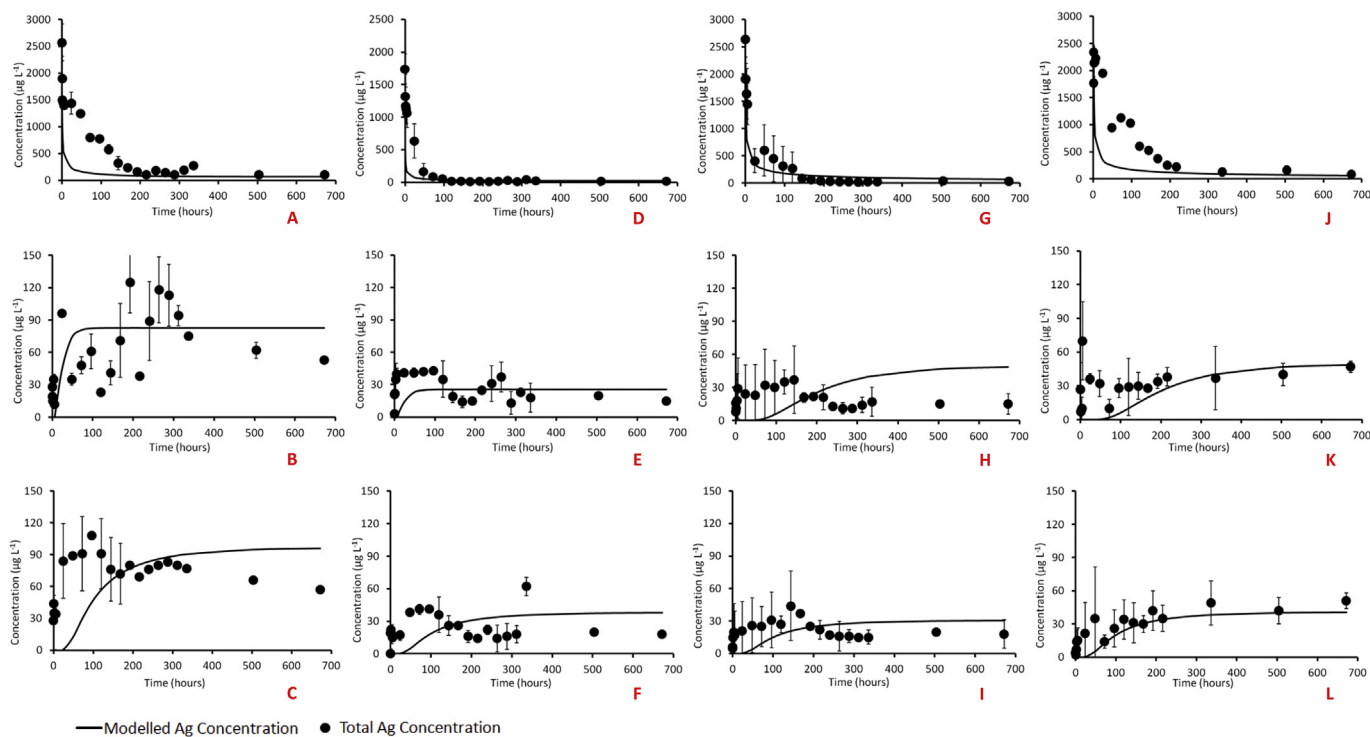 Concentration (µg L⁻¹)
3000
2500
2000
1500
1000
500
0
0 100 200 300 400 500 600 700
Time (hours)
A
Concentration (µg L⁻¹)
2500
2000
1500
1000
500
0
0 100 200 300 400 500 600 700
Time (hours)
D
Concentration (µg L⁻¹)
3000
2500
2000
1500
1000
500
0
0 100 200 300 400 500 600 700
Time (hours)
G
Concentration (µg L⁻¹)
3000
2500
2000
1500
1000
500
0
0 100 200 300 400 500 600 700
Time (hours)
J
Concentration (µg L⁻¹)
150
120
90
60
30
0
0 100 200 300 400 500 600 700
Time (hours)
B
Concentration (µg L⁻¹)
150
120
90
60
30
0
0 100 200 300 400 500 600 700
Time (hours)
E
Concentration (µg L⁻¹)
150
120
90
60
30
0
0 100 200 300 400 500 600 700
Time (hours)
H
Concentration (µg L⁻¹)
150
120
90
60
30
0
0 100 200 300 400 500 600 700
Time (hours)
K
Concentration (µg L⁻¹)
150
120
90
60
30
0
0 100 200 300 400 500 600 700
Time (hours)
C
Concentration (µg L⁻¹)
150
120
90
60
30
0
0 100 200 300 400 500 600 700
Time (hours)
F
Concentration (µg L⁻¹)
150
120
90
60
30
0
0 100 200 300 400 500 600 700
Time (hours)
I
Concentration (µg L⁻¹)
150
120
90
60
30
0
0 100 200 300 400 500 600 700
Time (hours)
L
Modelled Ag Concentration
Total Ag Concentration